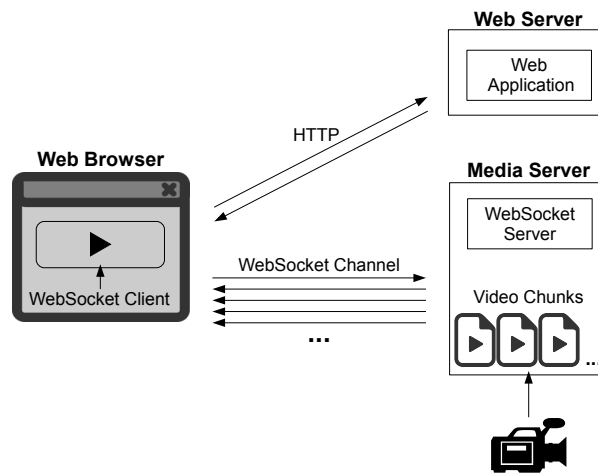 Web Server
Web
Application
HTTP
Web Browser
Media Server
WebSocket
Server
WebSocket Channel
WebSocket Client
Video Chunks
...
...